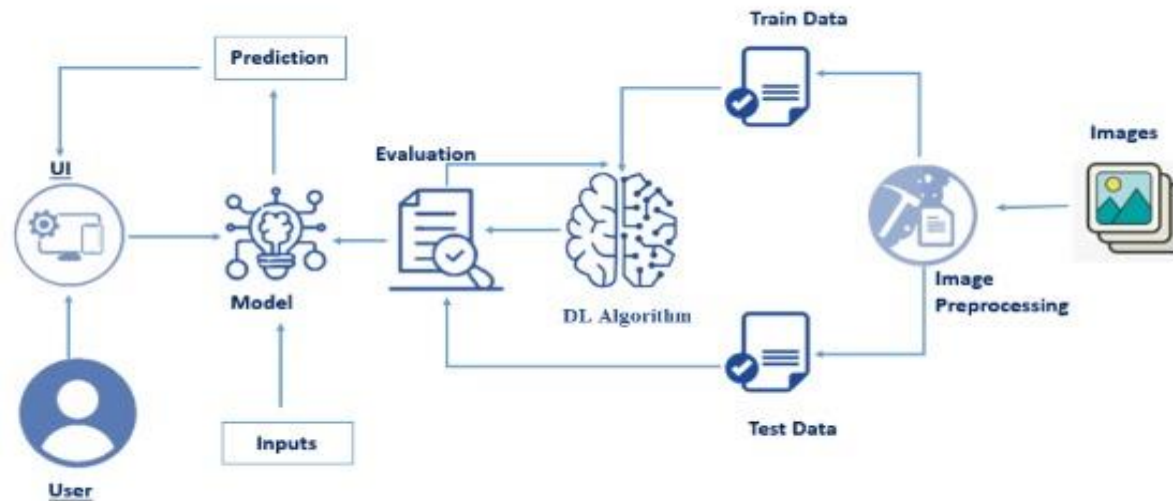 Train Data
Prediction
Images
Evaluation
UI
Model
DL Algorithm
Image
Preprocessing
Inputs
Test Data
User